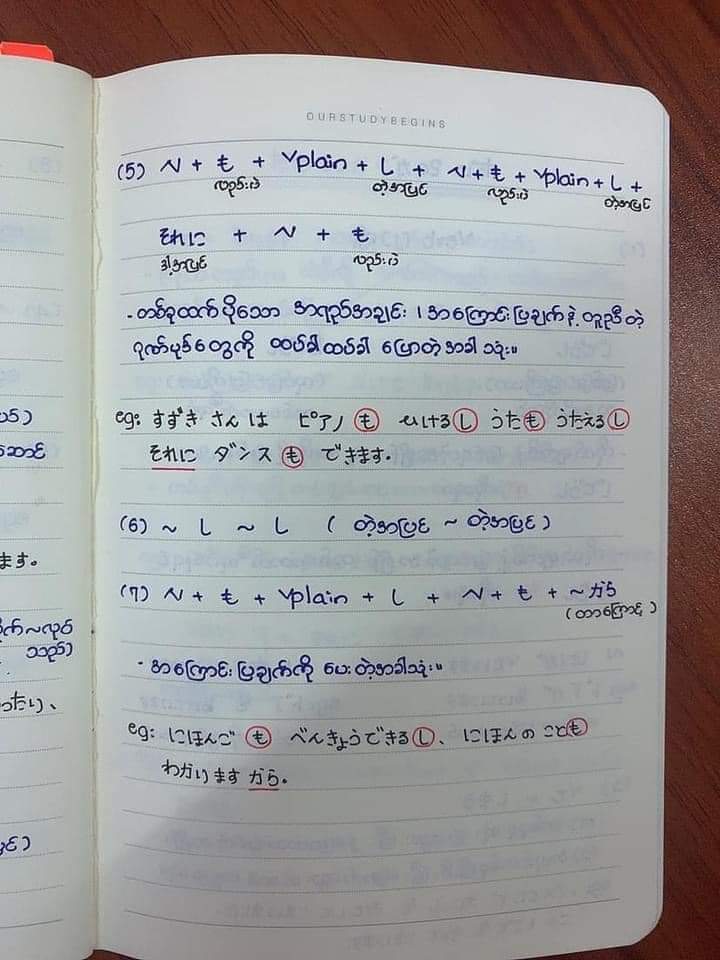 OURSTUDYBEGINS
(5) N + も + Vplain + し + N + も + Vplain + し +
လည်းပဲ တဲ့အပြင် လည်းပဲ တဲ့အပြင်
それに + N + も
ဒါ့အပြင် လည်းပဲ
- တစ်ခုထက်ပိုသော အရည်အချင်း ၊ အကြောင်းပြချက်နဲ့ တူညီတဲ့
ဂုဏ်ပုဒ်တွေကို ထပ်ခါထပ်ခါ ပြောတဲ့အခါသုံး။
eg: すずき さんは ピアノ も ひける し うた も うたえる し
それに ダンス も できます.
(6) ~ し ~ し ( တဲ့အပြင် ~ တဲ့အပြင် )
(7) N + も + Vplain + し + N + も + ~から
(တာကြောင့်)
- အကြောင်းပြချက်ကို ပေးတဲ့အခါသုံး။
eg: にほんご も べんきょうできる し、にほんの こと も
わかります から。
ます。
သည်)
ったり、